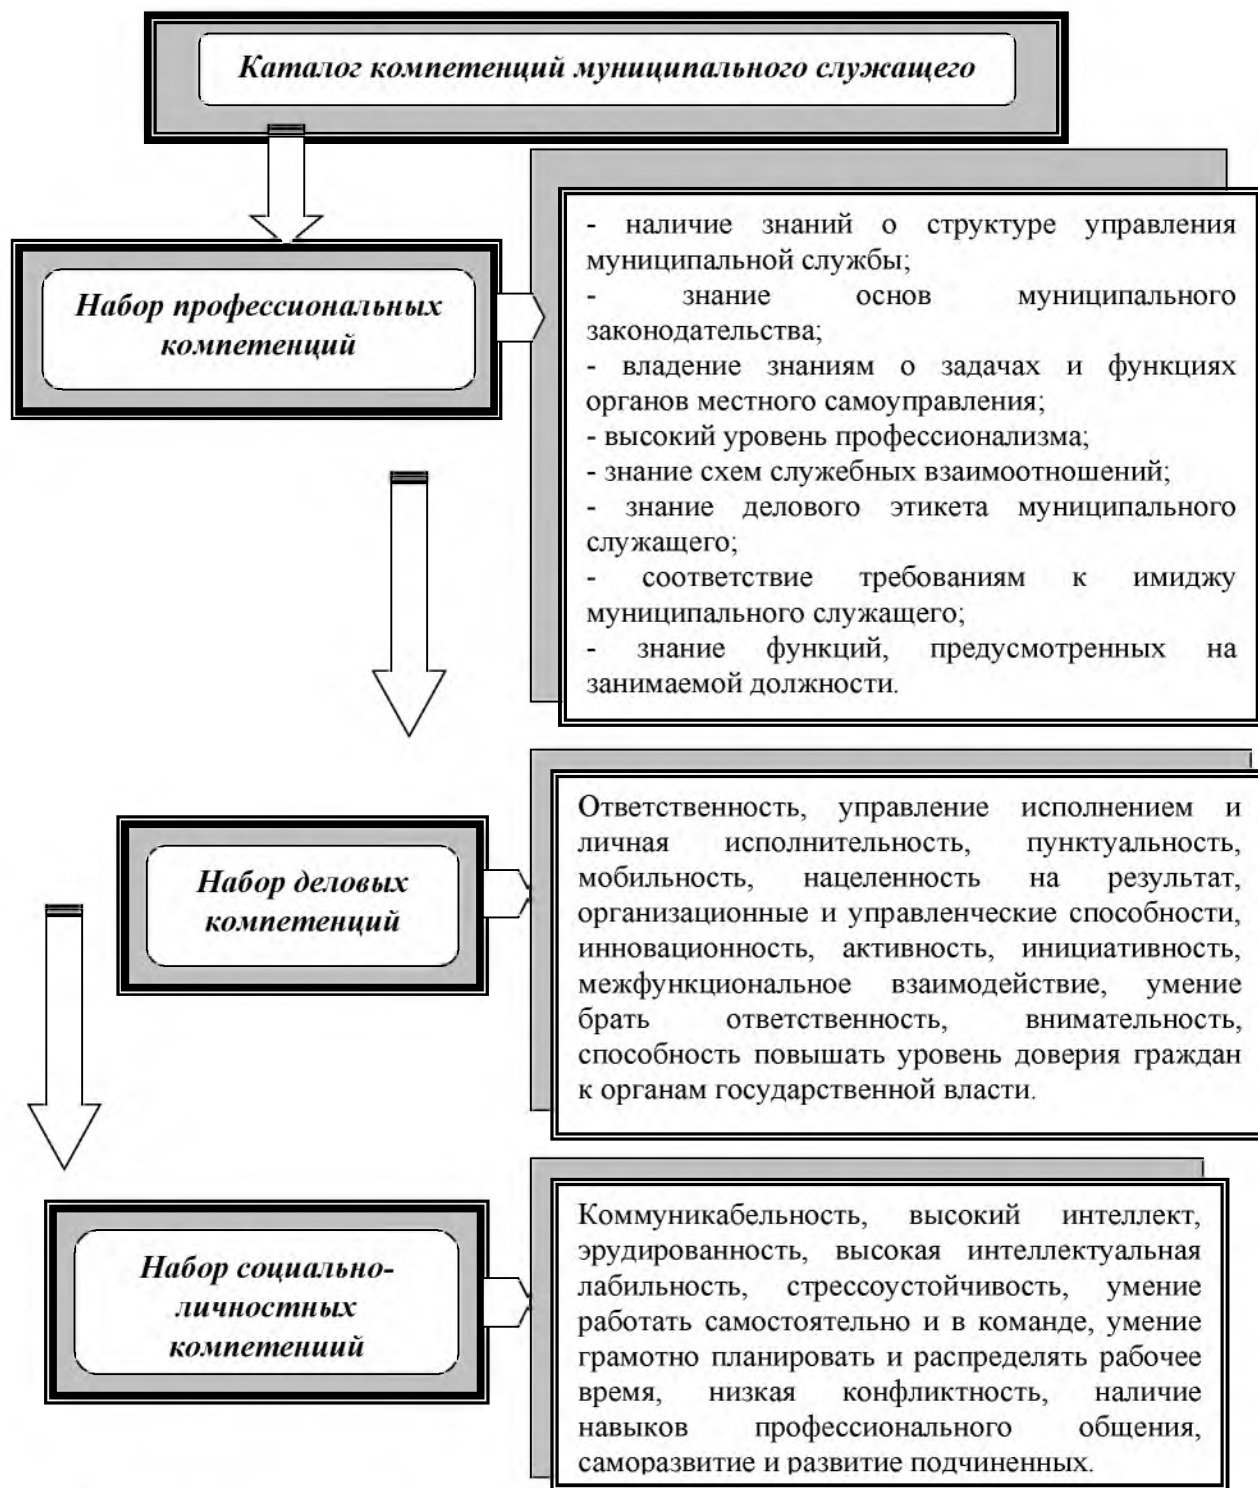 Каталог компетенций муниципального служащего
Набор профессиональных
компетенций
- наличие знаний о структуре управления
муниципальной службы;
- знание основ муниципального
законодательства;
- владение знаниям о задачах и функциях
органов местного самоуправления;
- высокий уровень профессионализма;
- знание схем служебных взаимоотношений;
- знание делового этикета муниципального
служащего;
- соответствие требованиям к имиджу
муниципального служащего;
- знание функций, предусмотренных на
занимаемой должности.
Набор деловых
компетенций
Ответственность, управление исполнением и
личная исполнительность, пунктуальность,
мобильность, нацеленность на результат,
организационные и управленческие способности,
инновационность, активность, инициативность,
межфункциональное взаимодействие, умение
брать ответственность, внимательность,
способность повышать уровень доверия граждан
к органам государственной власти.
Набор социально-
личностных
компетенций
Коммуникабельность, высокий интеллект,
эрудированность, высокая интеллектуальная
лабильность, стрессоустойчивость, умение
работать самостоятельно и в команде, умение
грамотно планировать и распределять рабочее
время, низкая конфликтность, наличие
навыков профессионального общения,
саморазвитие и развитие подчиненных.